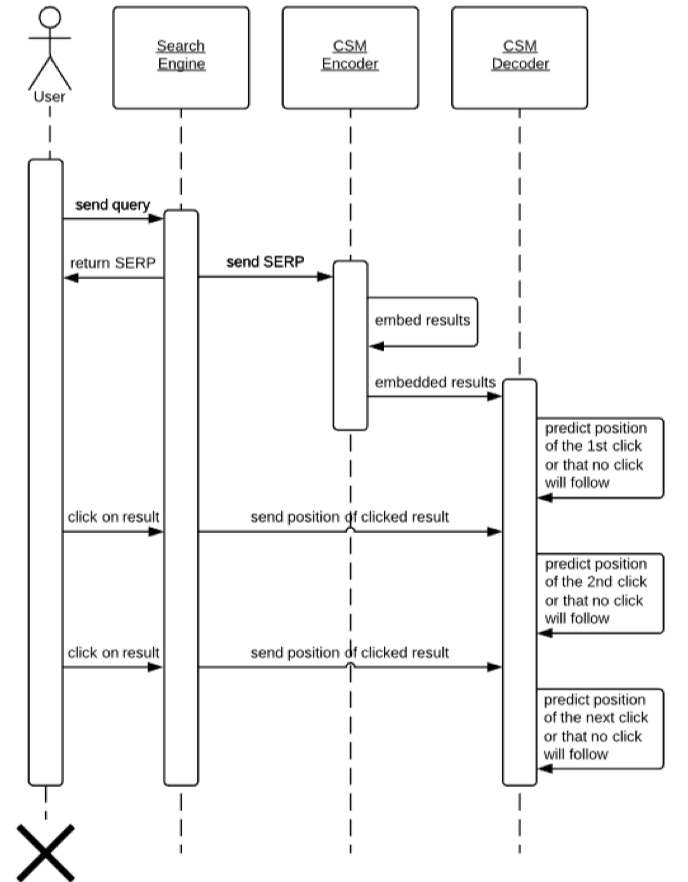 Search
Engine
CSM
Encoder
CSM
Decoder
User
send query
return SERP
send SERP
embed results
embedded results
predict position
of the 1st click
or that no click
will follow
click on result
send position of clicked result
predict position
of the 2nd click
or that no click
will follow
click on result
send position of clicked result
predict position
of the next click
or that no click
will follow